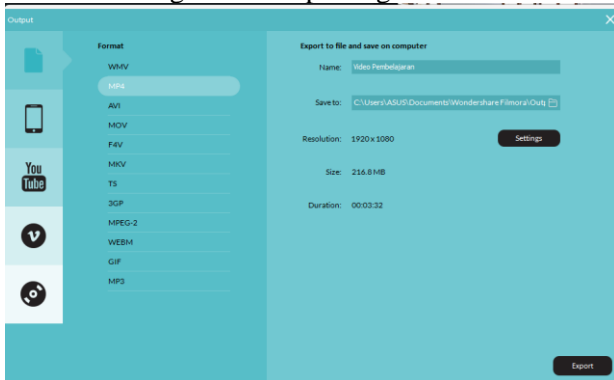 Output
Format
WMV
MP4
AVI
MOV
F4V
MKV
TS
3GP
MPEG-2
WEBM
GIF
MP3
You
Tube
Export to file and save on computer
Name: Video Pembelajaran
Save to: C:\Users\ASUS\Documents\Wondershare Filmora\Out
Resolution: 1920 x 1080 Settings
Size: 216.8 MB
Duration: 00:03:32
Export